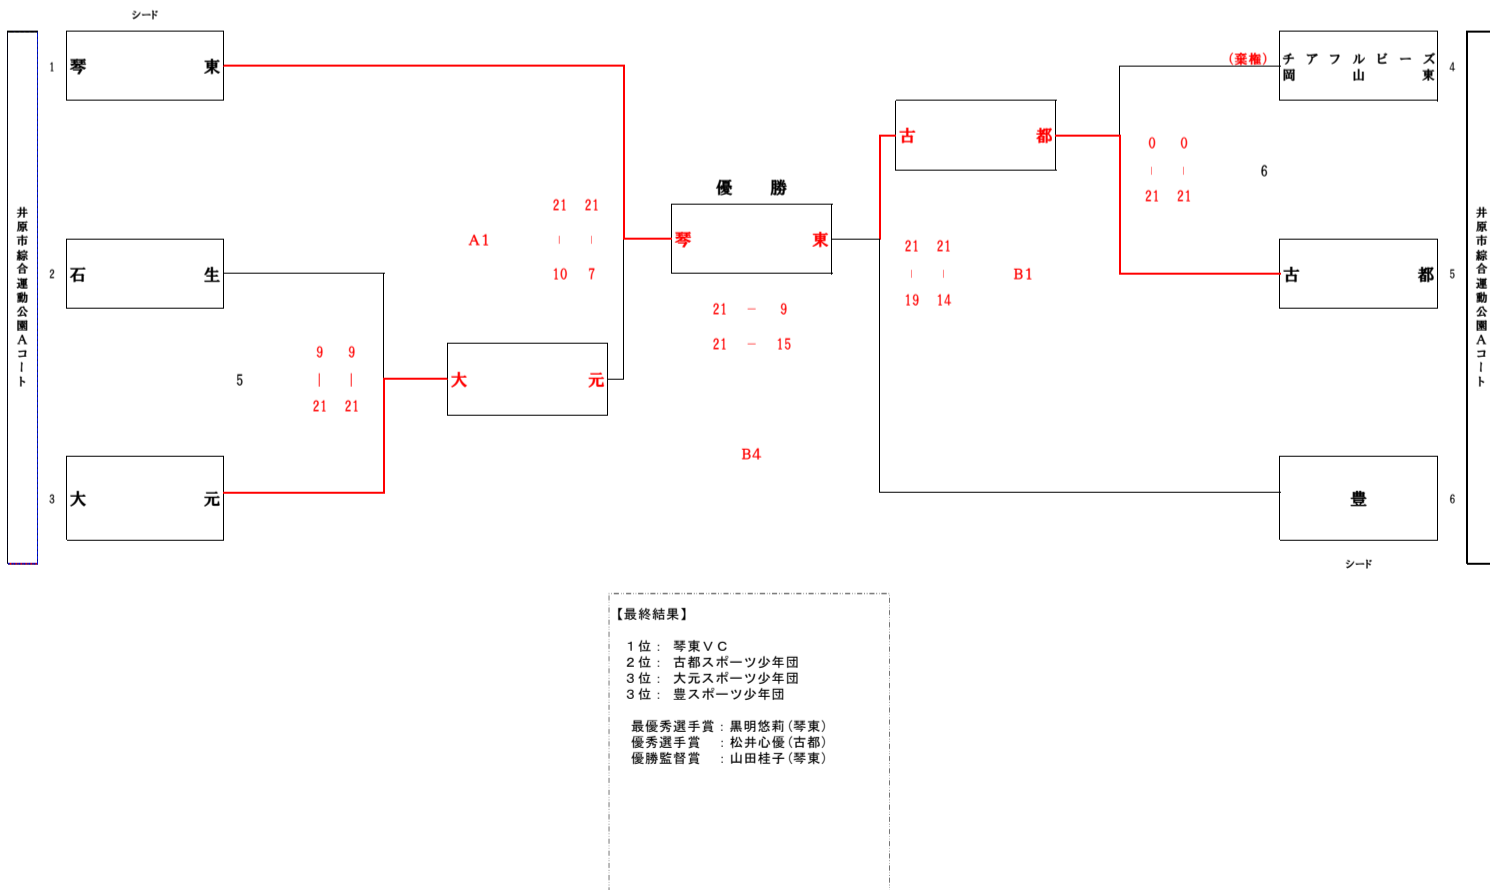 シード
井原市綜合運動公園Aコート
1
琴東
2
石生
3
大元
5
9 9
| |
21 21
大元
A1
21 21
| |
10 7
優 勝
琴東
21 － 9
21 － 15
B4
古都
21 21
| |
19 14
B1
(棄権)
チアフルビーズ
岡山東
4
0 0
| |
21 21
6
古都
5
豊
6
シード
井原市綜合運動公園Aコート
【最終結果】
1位： 琴東ＶＣ
2位： 古都スポーツ少年団
3位： 大元スポーツ少年団
3位： 豊スポーツ少年団
最優秀選手賞：黒明悠莉(琴東)
優秀選手賞　：松井心優(古都)
優勝監督賞　：山田桂子(琴東)